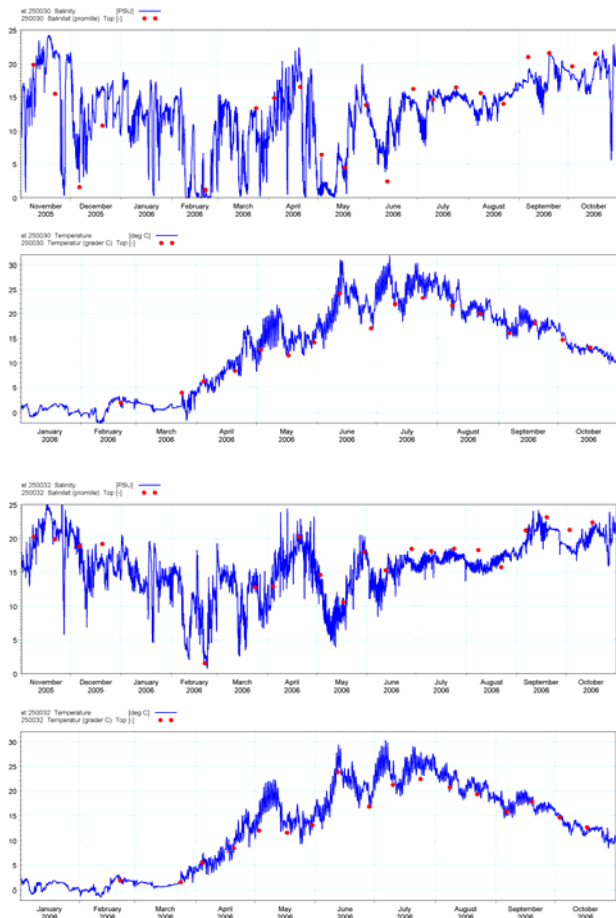 st 250030 Salinity [PSU]
250030 Salinitet (promille) Top [-]
25
20
15
10
5
0
November December January February March April May June July August September October
2005 2005 2006 2006 2006 2006 2006 2006 2006 2006 2006 2006
st 250030 Temperature [deg C]
250030 Temperatur (grader C) Top [-]
30
25
20
15
10
5
0
January February March April May June July August September October
2006 2006 2006 2006 2006 2006 2006 2006 2006 2006
st 250032 Salinity [PSU]
250032 Salinitet (promille) Top [-]
25
20
15
10
5
0
November December January February March April May June July August September October
2005 2005 2006 2006 2006 2006 2006 2006 2006 2006 2006 2006
st 250032 Temperature [deg C]
250032 Temperatur (grader C) Top [-]
30
25
20
15
10
5
0
January February March April May June July August September October
2006 2006 2006 2006 2006 2006 2006 2006 2006 2006